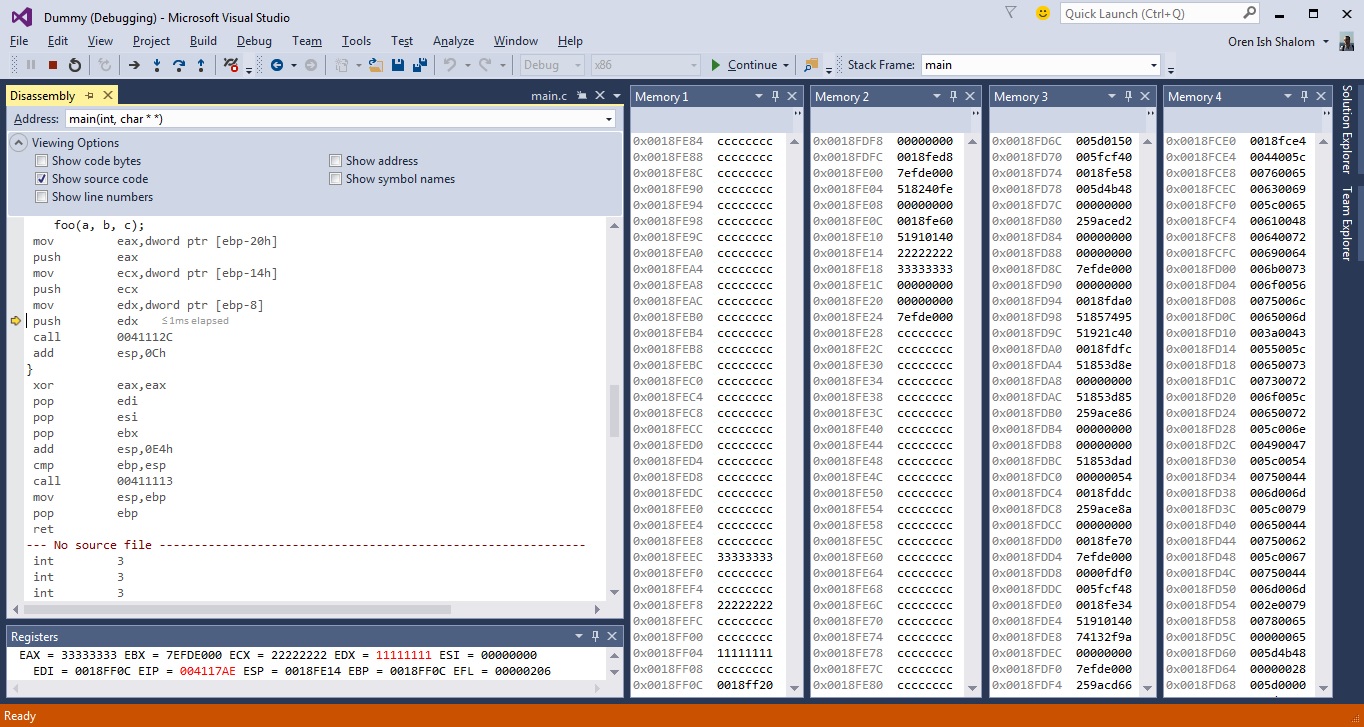 Dummy (Debugging) - Microsoft Visual Studio
Quick Launch (Ctrl+Q)
File Edit View Project Build Debug Team Tools Test Analyze Window Help
Oren Ish Shalom
Debug x86 Continue Stack Frame: main
Disassembly main.c
Address: main(int, char * *)
Viewing Options
Show code bytes Show address
Show source code Show symbol names
Show line numbers
foo(a, b, c);
mov eax,dword ptr [ebp-20h]
push eax
mov ecx,dword ptr [ebp-14h]
push ecx
mov edx,dword ptr [ebp-8]
push edx ≤1ms elapsed
call 0041112C
add esp,0Ch
}
xor eax,eax
pop edi
pop esi
pop ebx
add esp,0E4h
cmp ebp,esp
call 00411113
mov esp,ebp
pop ebp
ret
--- No source file -------------------------------------------------------------
int 3
int 3
int 3
Registers
EAX = 33333333 EBX = 7EFDE000 ECX = 22222222 EDX = 11111111 ESI = 00000000
EDI = 0018FF0C EIP = 004117AE ESP = 0018FE14 EBP = 0018FF0C EFL = 00000206
Memory 1
0x0018FE84 cccccccc
0x0018FE88 cccccccc
0x0018FE8C cccccccc
0x0018FE90 cccccccc
0x0018FE94 cccccccc
0x0018FE98 cccccccc
0x0018FE9C cccccccc
0x0018FEA0 cccccccc
0x0018FEA4 cccccccc
0x0018FEA8 cccccccc
0x0018FEAC cccccccc
0x0018FEB0 cccccccc
0x0018FEB4 cccccccc
0x0018FEB8 cccccccc
0x0018FEBC cccccccc
0x0018FEC0 cccccccc
0x0018FEC4 cccccccc
0x0018FEC8 cccccccc
0x0018FECC cccccccc
0x0018FED0 cccccccc
0x0018FED4 cccccccc
0x0018FED8 cccccccc
0x0018FEDC cccccccc
0x0018FEE0 cccccccc
0x0018FEE4 cccccccc
0x0018FEE8 cccccccc
0x0018FEEC 33333333
0x0018FEF0 cccccccc
0x0018FEF4 cccccccc
0x0018FEF8 22222222
0x0018FEFC cccccccc
0x0018FF00 cccccccc
0x0018FF04 11111111
0x0018FF08 cccccccc
0x0018FF0C 0018ff20
Memory 2
0x0018FDF8 00000000
0x0018FDFC 0018fed8
0x0018FE00 7efde000
0x0018FE04 518240fe
0x0018FE08 00000000
0x0018FE0C 0018fe60
0x0018FE10 51910140
0x0018FE14 22222222
0x0018FE18 33333333
0x0018FE1C 00000000
0x0018FE20 00000000
0x0018FE24 7efde000
0x0018FE28 cccccccc
0x0018FE2C cccccccc
0x0018FE30 cccccccc
0x0018FE34 cccccccc
0x0018FE38 cccccccc
0x0018FE3C cccccccc
0x0018FE40 cccccccc
0x0018FE44 cccccccc
0x0018FE48 cccccccc
0x0018FE4C cccccccc
0x0018FE50 cccccccc
0x0018FE54 cccccccc
0x0018FE58 cccccccc
0x0018FE5C cccccccc
0x0018FE60 cccccccc
0x0018FE64 cccccccc
0x0018FE68 cccccccc
0x0018FE6C cccccccc
0x0018FE70 cccccccc
0x0018FE74 cccccccc
0x0018FE78 cccccccc
0x0018FE7C cccccccc
0x0018FE80 cccccccc
Memory 3
0x0018FD6C 005d0150
0x0018FD70 005fcf40
0x0018FD74 0018fe58
0x0018FD78 005d4b48
0x0018FD7C 00000000
0x0018FD80 259aced2
0x0018FD84 00000000
0x0018FD88 00000000
0x0018FD8C 7efde000
0x0018FD90 00000000
0x0018FD94 0018fda0
0x0018FD98 51857495
0x0018FD9C 51921c40
0x0018FDA0 0018fdfc
0x0018FDA4 51853d8e
0x0018FDA8 00000000
0x0018FDAC 51853d85
0x0018FDB0 259ace86
0x0018FDB4 00000000
0x0018FDB8 00000000
0x0018FDBC 51853dad
0x0018FDC0 00000054
0x0018FDC4 0018fddc
0x0018FDC8 259ace8a
0x0018FDCC 00000000
0x0018FDD0 0018fe70
0x0018FDD4 7efde000
0x0018FDD8 0000fdf0
0x0018FDDC 005fcf48
0x0018FDE0 0018fe34
0x0018FDE4 51910140
0x0018FDE8 74132f9a
0x0018FDEC 00000000
0x0018FDF0 7efde000
0x0018FDF4 259acd66
Memory 4
0x0018FCE0 0018fce4
0x0018FCE4 0044005c
0x0018FCE8 00760065
0x0018FCEC 00630069
0x0018FCF0 005c0065
0x0018FCF4 00610048
0x0018FCF8 00640072
0x0018FCFC 00690064
0x0018FD00 006b0073
0x0018FD04 006f0056
0x0018FD08 0075006c
0x0018FD0C 0065006d
0x0018FD10 003a0043
0x0018FD14 0055005c
0x0018FD18 00650073
0x0018FD1C 00730072
0x0018FD20 006f005c
0x0018FD24 00650072
0x0018FD28 005c006e
0x0018FD2C 00490047
0x0018FD30 005c0054
0x0018FD34 00750044
0x0018FD38 006d006d
0x0018FD3C 005c0079
0x0018FD40 00650044
0x0018FD44 00750062
0x0018FD48 005c0067
0x0018FD4C 00750044
0x0018FD50 006d006d
0x0018FD54 002e0079
0x0018FD58 00780065
0x0018FD5C 00000065
0x0018FD60 005d4b48
0x0018FD64 00000028
0x0018FD68 005d0000
Solution Explorer
Team Explorer
Ready